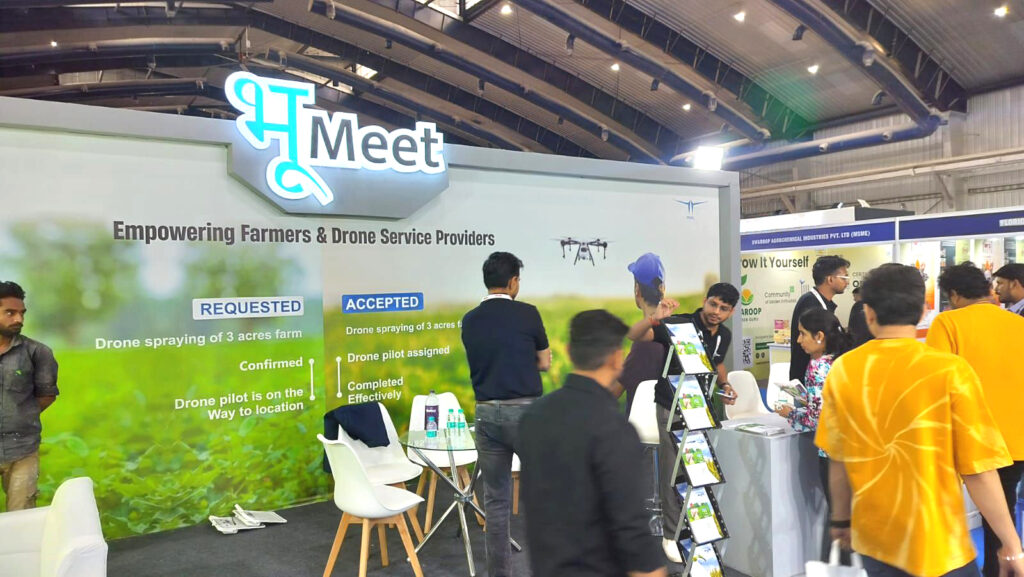 भू Meet
Empowering Farmers & Drone Service Providers
REQUESTED
Drone spraying of 3 acres farm
Confirmed
Drone pilot is on the
Way to location
ACCEPTED
Drone spraying of 3 acres
Drone pilot assigned
Completed
Effectively
SWAROOP AGROCHEMICAL INDUSTRIES PVT. LTD (MSME)
ow It Yourself
Community
AROOP